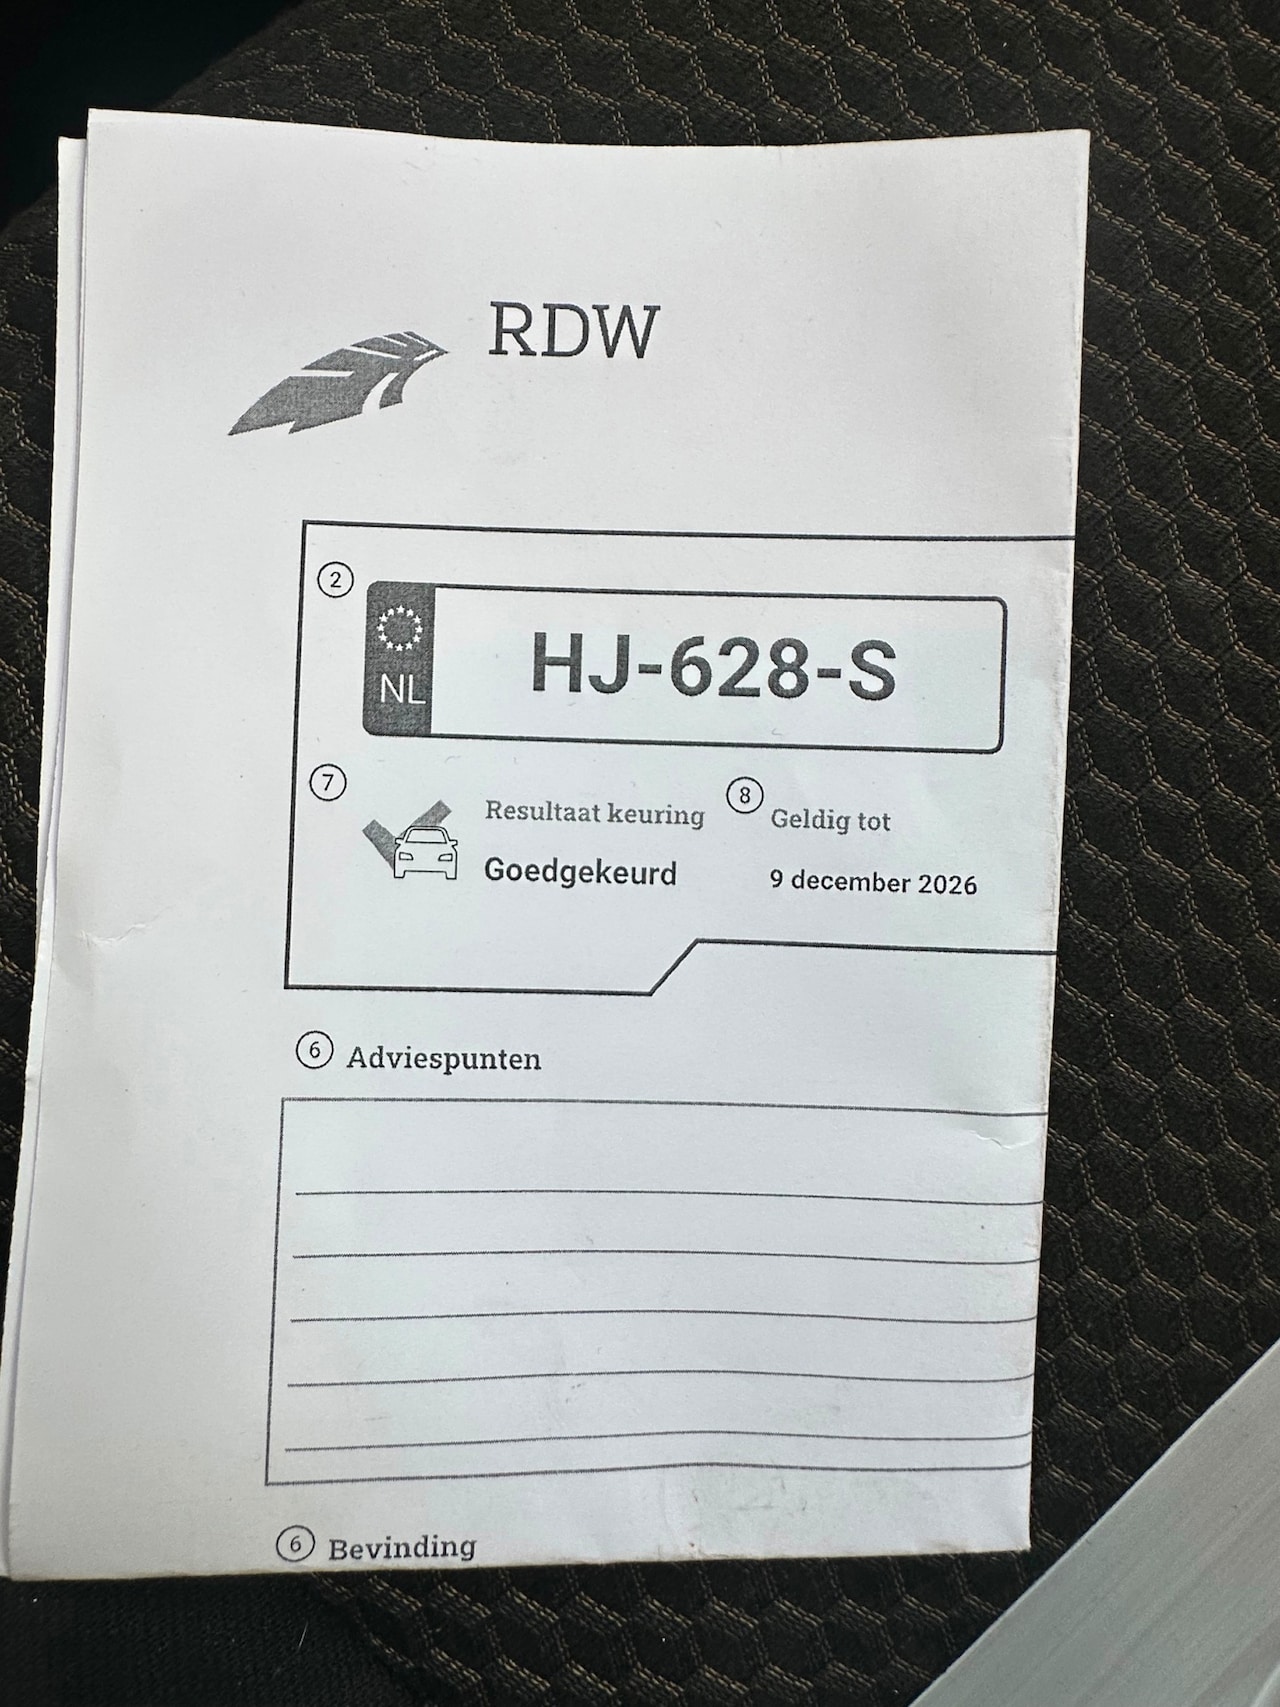 RDW
2
NL
HJ-628-S
7
Resultaat keuring
8
Geldig tot
Goedgekeurd
9 december 2026
6 Adviespunten
6 Bevinding